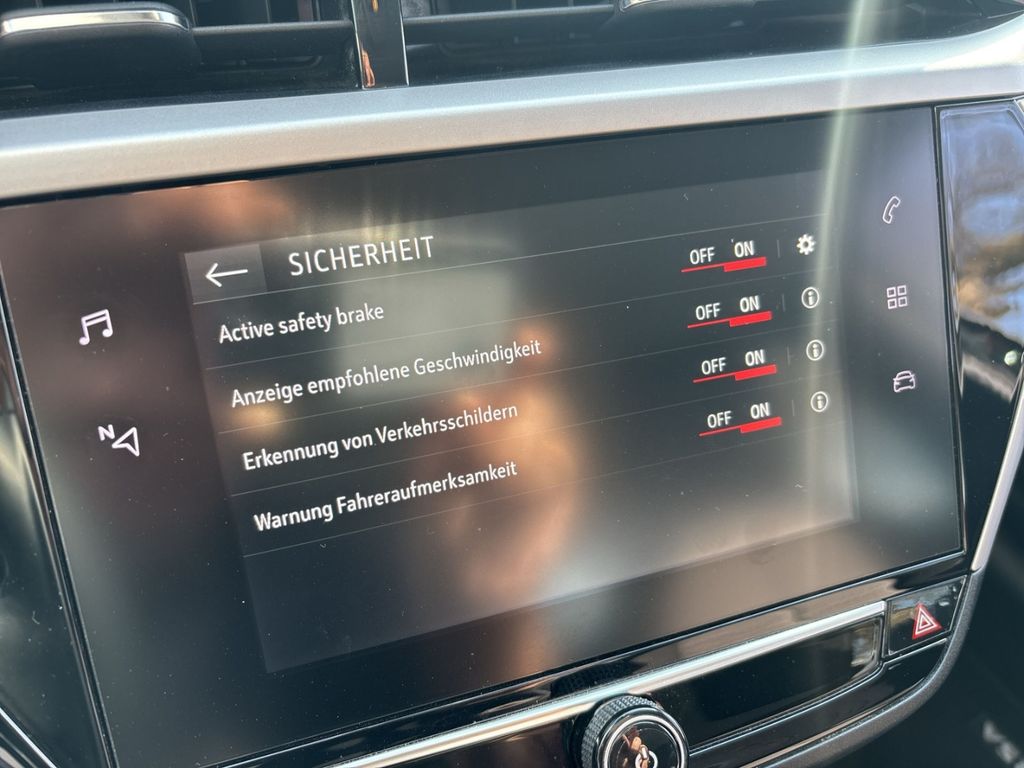 SICHERHEIT
Active safety brake OFF ON
Anzeige empfohlene Geschwindigkeit OFF ON
Erkennung von Verkehrsschildern OFF ON
Warnung Fahreraufmerksamkeit OFF ON
N